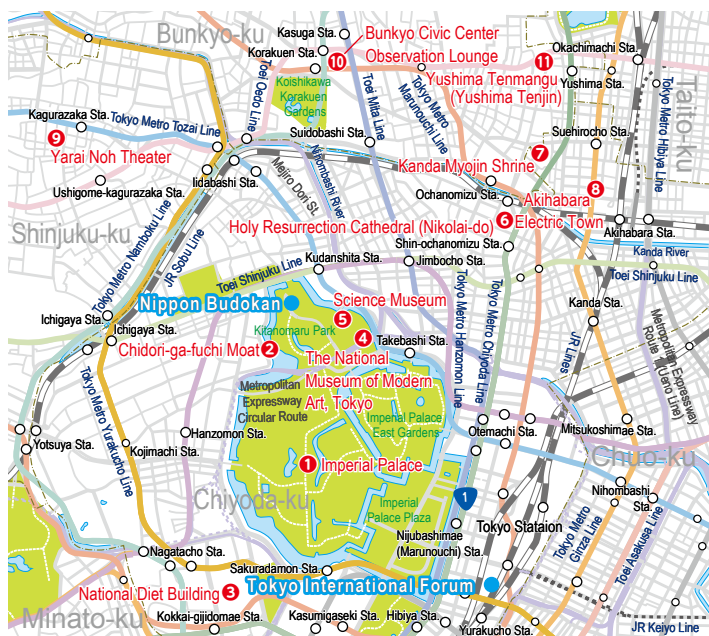 Bunkyo-ku
Kasuga Sta.
Korakuen Sta.
10
Bunkyo Civic Center
Observation Lounge
11
Okachimachi Sta.
Yushima Tenmangu
(Yushima Tenjin)
Yushima Sta.
Koishikawa
Korakuen
Gardens
Toei Oedo Line
Toei Mita Line
Tokyo Metro
Marunouchi Line
Taito-ku
Tokyo Metro Hibiya Line
Kagurazaka Sta.
Tokyo Metro Tozai Line
9
Yarai Noh Theater
Suidobashi Sta.
Suehirocho Sta.
7
Kanda Myojin Shrine
Iidabashi Sta.
Ushigome-kagurazaka Sta.
Mejiro Dori St.
Nihombashi River
Ochanomizu Sta.
Akihabara
8
6
Electric Town
Holy Resurrection Cathedral (Nikolai-do)
Akihabara Sta.
Shinjuku-ku
Tokyo Metro Namboku Line
JR Sobu Line
Shin-ochanomizu Sta.
Kanda River
Toei Shinjuku Line
Kudanshita Sta.
Jimbocho Sta.
Toei Shinjuku Line
Nippon Budokan
Science Museum
5
Kitanomaru Park
4
Ichigaya Sta.
Ichigaya Sta.
Chidori-ga-fuchi Moat
2
Takebashi Sta.
Kanda Sta.
The National
Museum of Modern
Art, Tokyo
Tokyo Metro Hanzomon Line
Tokyo Metro Chiyoda Line
JR Lines
Metropolitan
Expressway
Route 1(Ueno Line)
Metropolitan
Expressway
Circular Route
Imperial Palace
East Gardens
Otemachi Sta.
Mitsukoshimae Sta.
Tokyo Metro Yurakucho Line
Yotsuya Sta.
Kojimachi Sta.
Hanzomon Sta.
Chuo-ku
1
Imperial Palace
Chiyoda-ku
Nihombashi Sta.
1
Imperial
Palace Plaza
Tokyo Stataion
Nijubashimae
(Marunouchi) Sta.
Tokyo Metro
Ginza Line
Toei Asakusa Line
Nagatacho Sta.
Sakuradamon Sta.
Tokyo International Forum
National Diet Building
3
Minato-ku
Kokkai-gijidomae Sta.
Kasumigaseki Sta.
Hibiya Sta.
Yurakucho Sta.
JR Keiyo Line